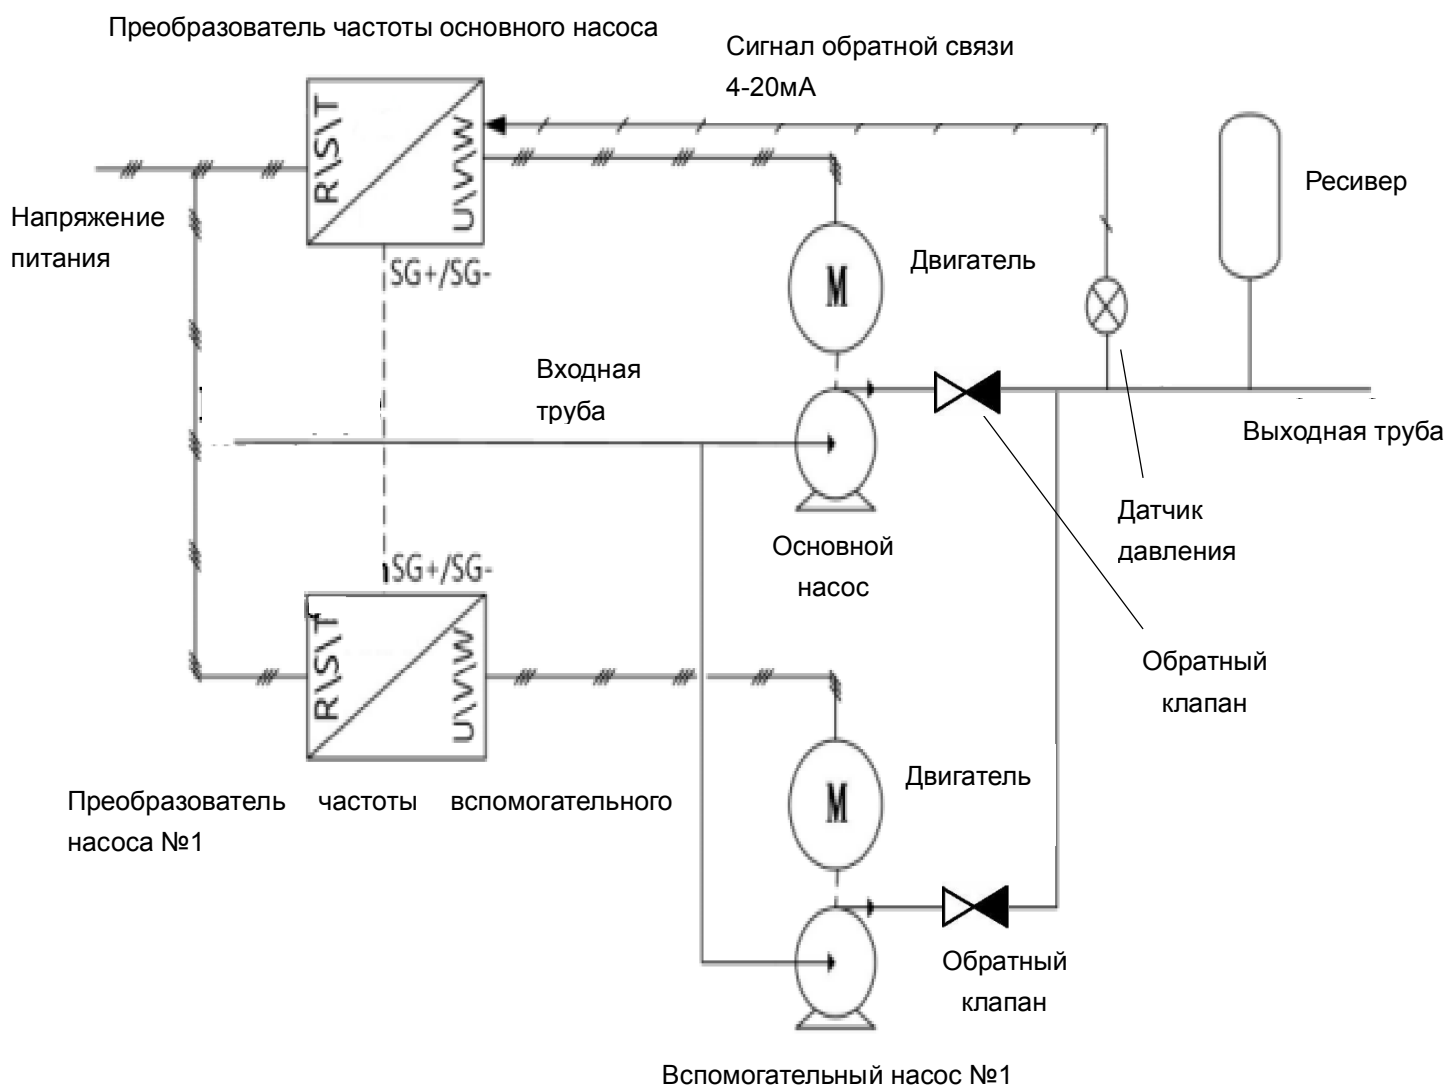 Преобразователь частоты основного насоса
Сигнал обратной связи
4-20мА
R\S\T
U\V\W
Ресивер
Напряжение
питания
SG+/SG-
Двигатель
M
Входная
труба
Выходная труба
Датчик
давления
Основной
насос
SG+/SG-
R\S\T
U\V\W
Обратный
клапан
Двигатель
M
Преобразователь частоты вспомогательного
насоса №1
Обратный
клапан
Вспомогательный насос №1